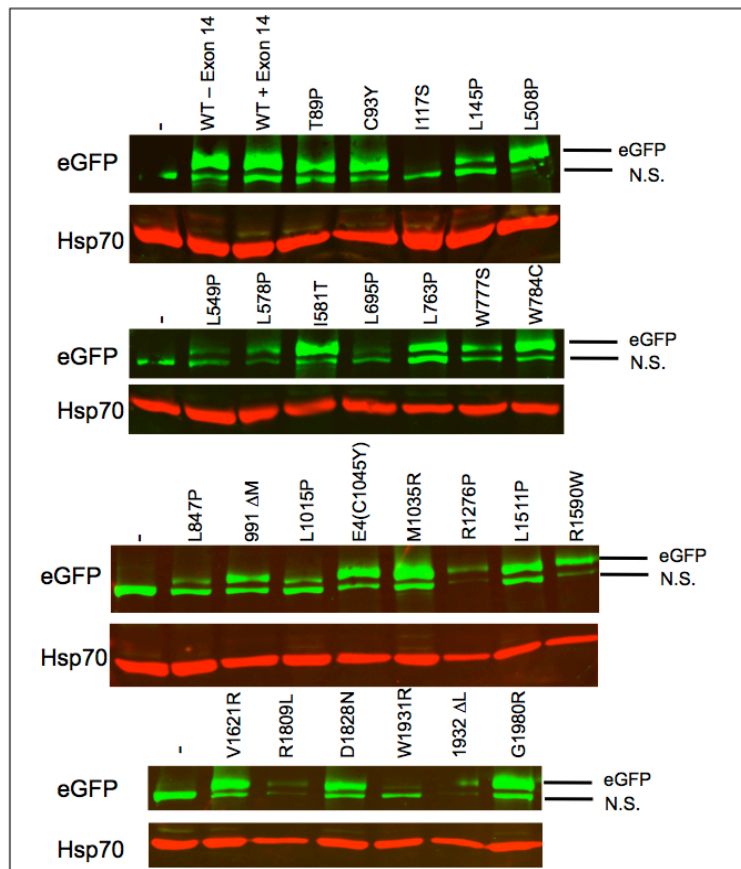 - WT – Exon 14 WT + Exon 14 T89P C93Y I117S L145P L508P
eGFP eGFP
N.S.
Hsp70
- L549P L578P I581T L695P L763P W777S W784C
eGFP eGFP
N.S.
Hsp70
- L847P 991 ΔM L1015P E4(C1045Y) M1035R R1276P L1511P R1590W
eGFP eGFP
N.S.
Hsp70
- V1621R R1809L D1828N W1931R 1932 ΔL G1980R
eGFP eGFP
N.S.
Hsp70